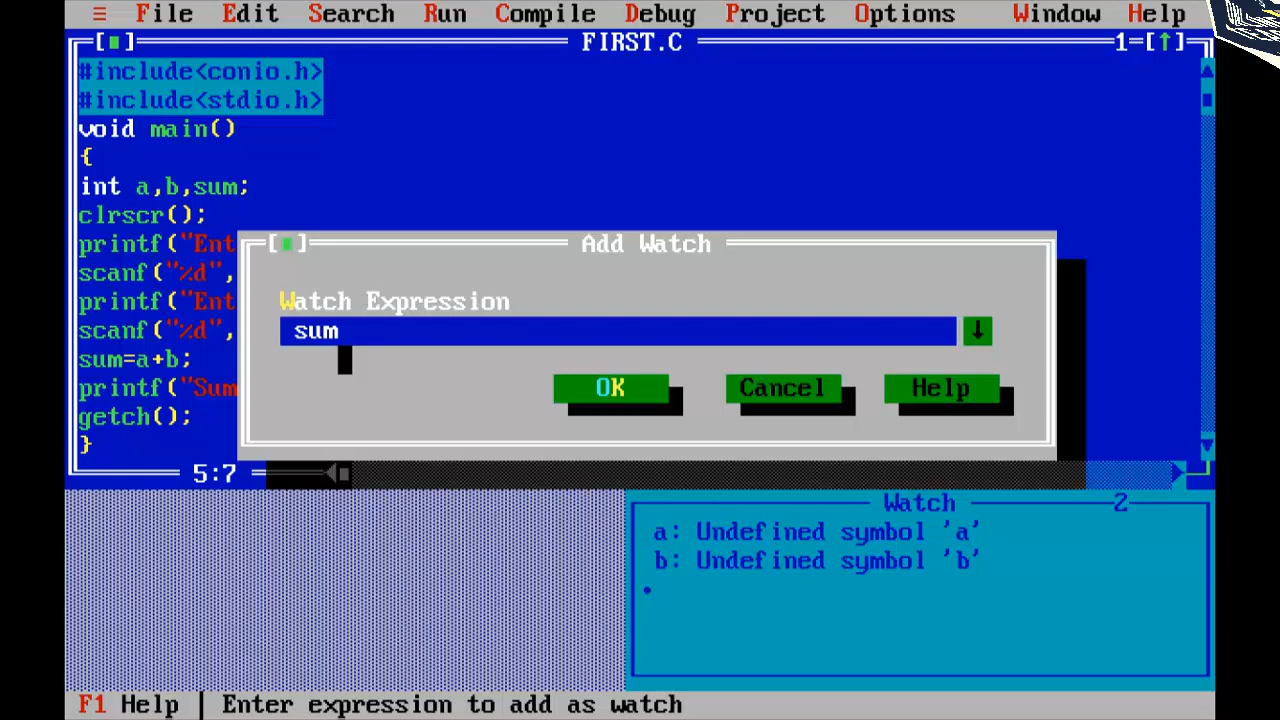 ≡ File Edit Search Run Compile Debug Project Options Window Help
[■] FIRST.C 1=[↑]
#include<conio.h>
#include<stdio.h>
void main()
{
int a,b,sum;
clrscr();
printf("Ent
scanf("%d",
printf("Ent
scanf("%d",
sum=a+b;
printf("Sum
getch();
}
5:7
[■] Add Watch
Watch Expression
sum ↓
OK Cancel Help
Watch 2
a: Undefined symbol 'a'
b: Undefined symbol 'b'
F1 Help | Enter expression to add as watch